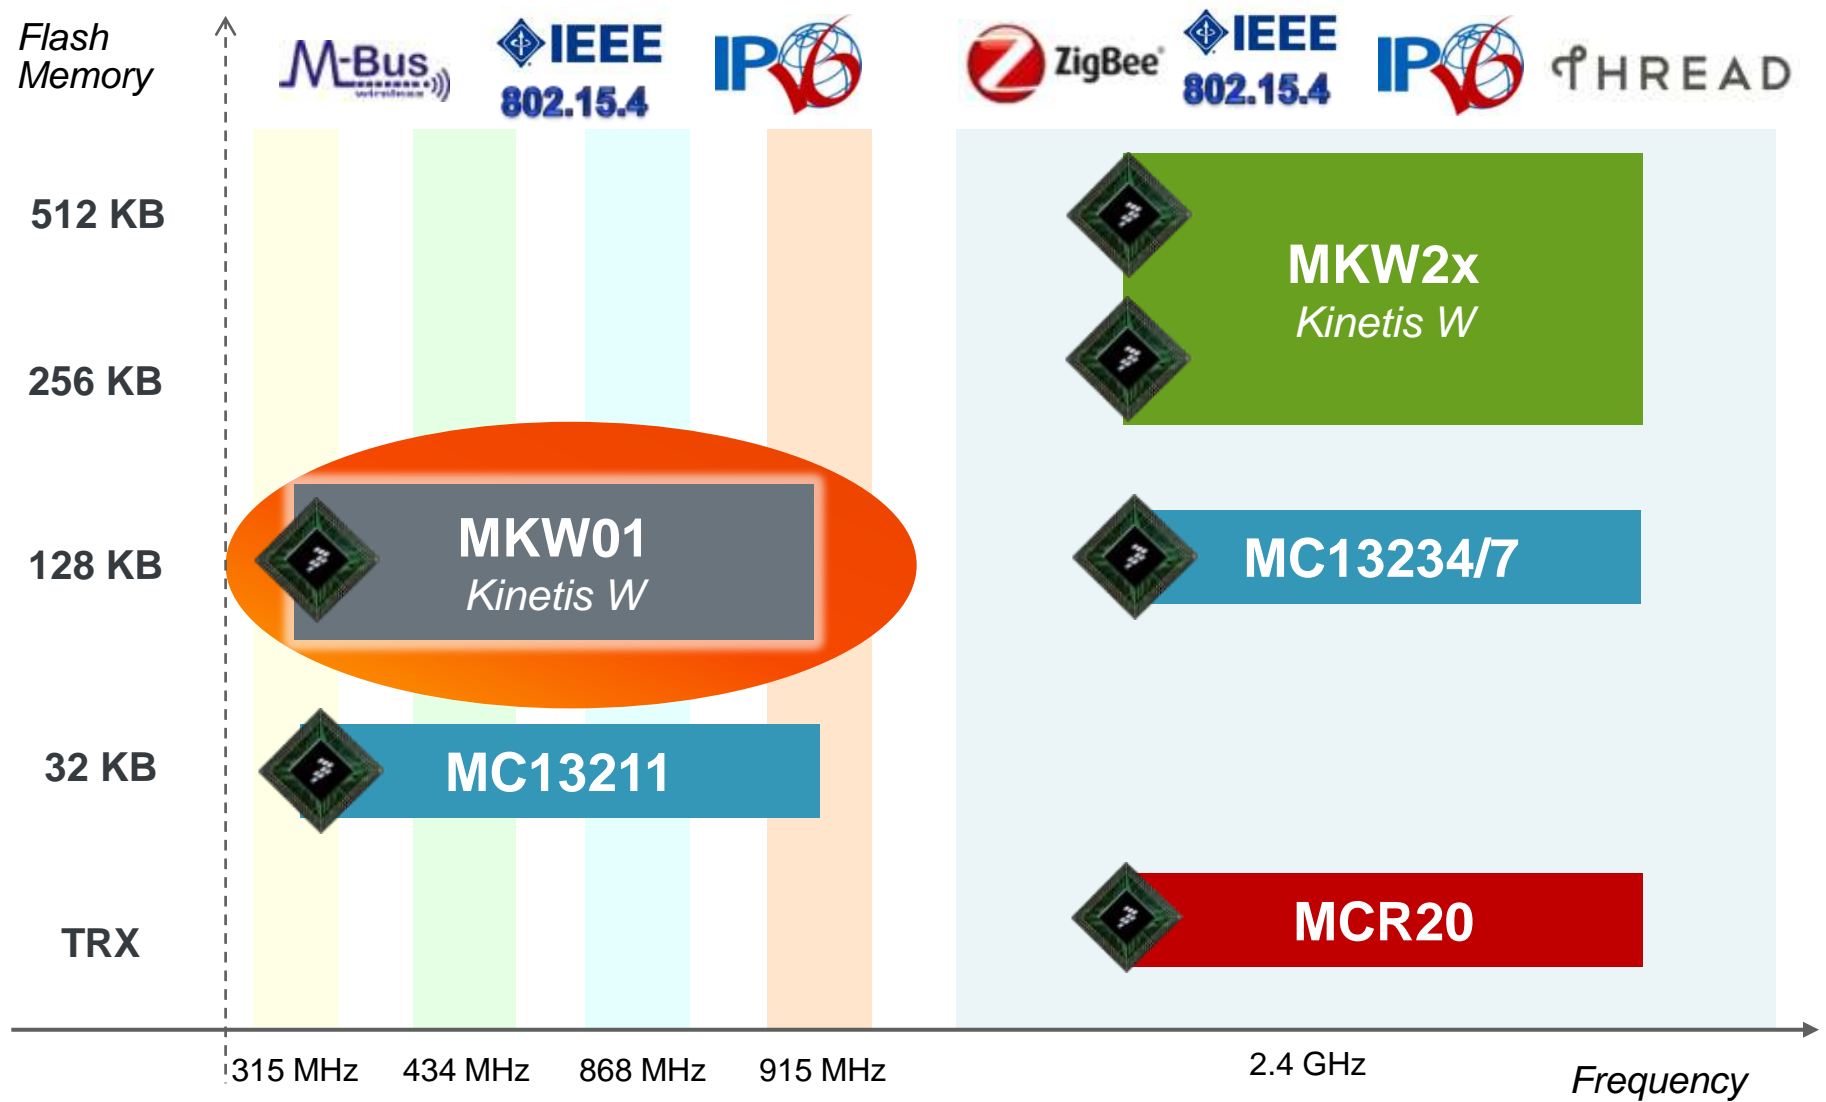 Flash
Memory
M-Bus
wireless
IEEE
802.15.4
IPv6
ZigBee®
IEEE
802.15.4
IPv6
THREAD
512 KB
256 KB
128 KB
32 KB
TRX
MKW2x
Kinetis W
MKW01
Kinetis W
MC13234/7
MC13211
MCR20
315 MHz
434 MHz
868 MHz
915 MHz
2.4 GHz
Frequency